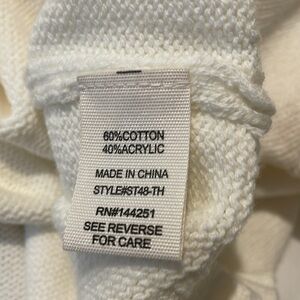 60%COTTON
40%ACRYLIC
MADE IN CHINA
STYLE#ST48-TH
RN#144251
SEE REVERSE
FOR CARE